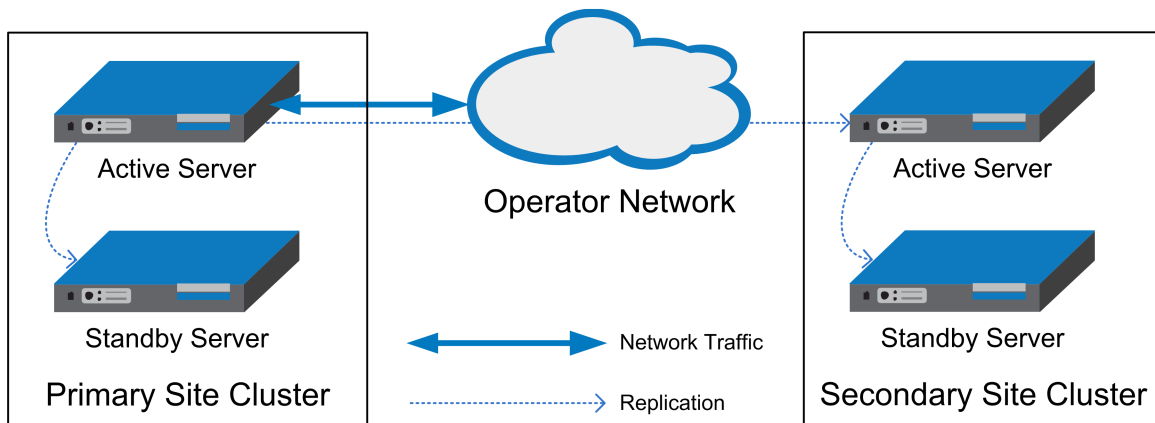 Active Server
Standby Server
Primary Site Cluster
Operator Network
Network Traffic
Replication
Active Server
Standby Server
Secondary Site Cluster